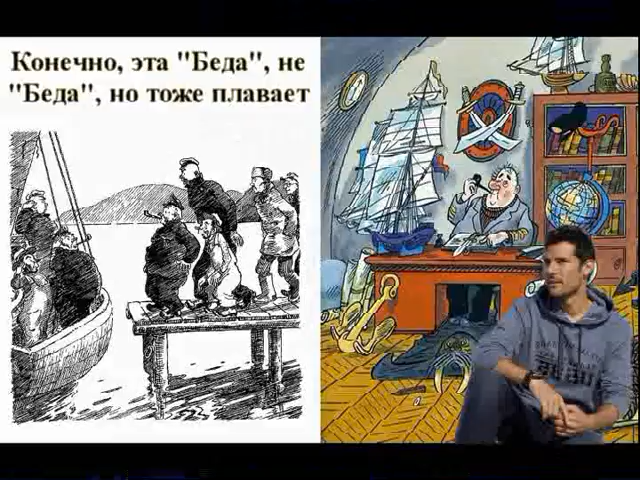 Конечно, эта "Беда", не
"Беда", но тоже плавает